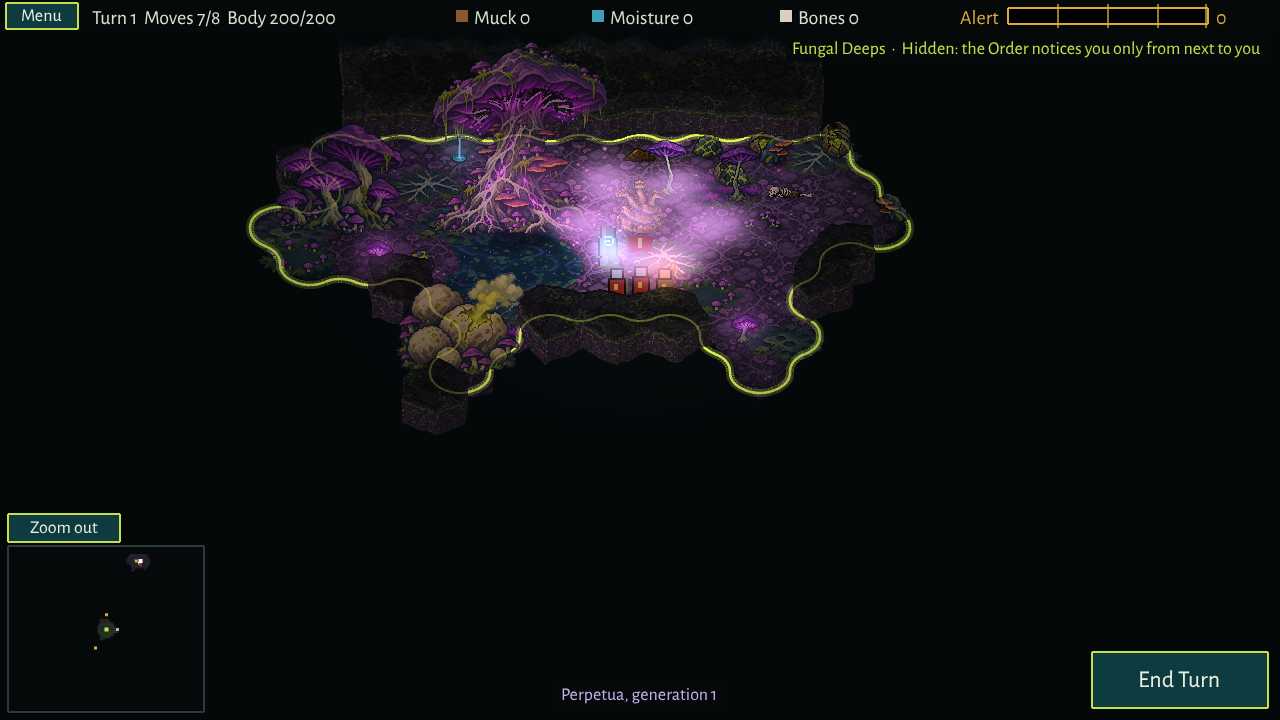 Menu
Turn 1 Moves 7/8 Body 200/200
Muck 0
Moisture 0
Bones 0
Alert 0
Fungal Deeps · Hidden: the Order notices you only from next to you
Zoom out
Perpetua, generation 1
End Turn